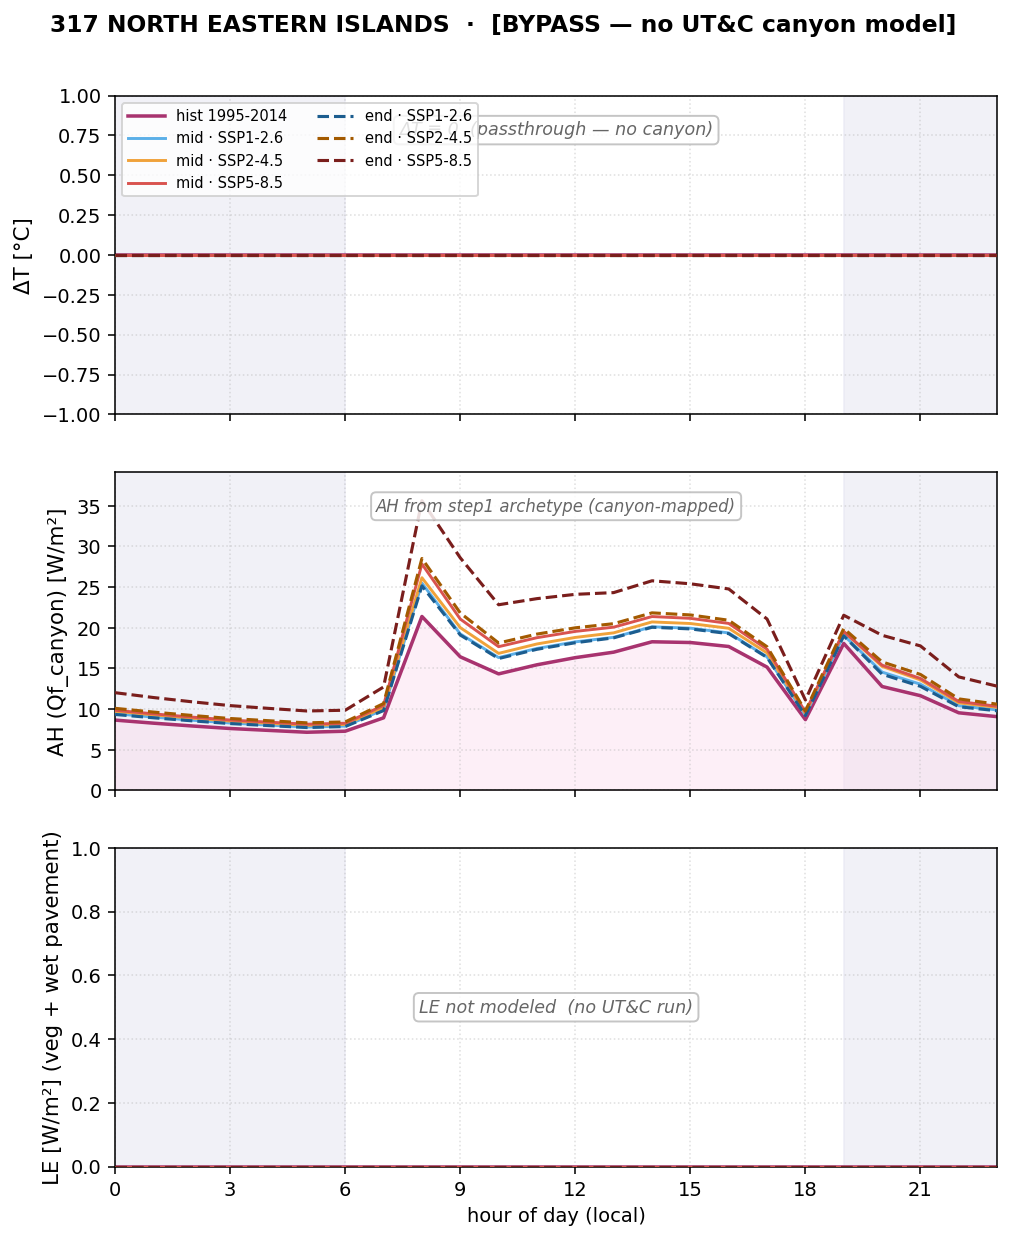 317 NORTH EASTERN ISLANDS · [BYPASS — no UT&C canyon model]
1.00
0.75
0.50
0.25
0.00
−0.25
−0.50
−0.75
−1.00
ΔT [°C]
hist 1995-2014
mid · SSP1-2.6
mid · SSP2-4.5
mid · SSP5-8.5
end · SSP1-2.6
end · SSP2-4.5
end · SSP5-8.5
(passthrough — no canyon)
35
30
25
20
15
10
5
0
AH (Qf_canyon) [W/m²]
AH from step1 archetype (canyon-mapped)
1.0
0.8
0.6
0.4
0.2
0.0
LE [W/m²] (veg + wet pavement)
LE not modeled (no UT&C run)
0 3 6 9 12 15 18 21
hour of day (local)